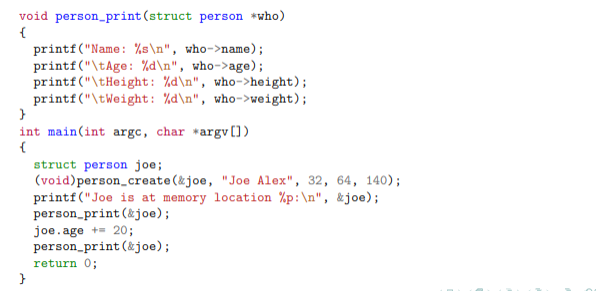 void person_print(struct person *who)
{
  printf("Name: %s\n", who->name);
  printf("\tAge: %d\n", who->age);
  printf("\tHeight: %d\n", who->height);
  printf("\tWeight: %d\n", who->weight);
}
int main(int argc, char *argv[])
{
  struct person joe;
  (void)person_create(&joe, "Joe Alex", 32, 64, 140);
  printf("Joe is at memory location %p:\n", &joe);
  person_print(&joe);
  joe.age += 20;
  person_print(&joe);
  return 0;
}